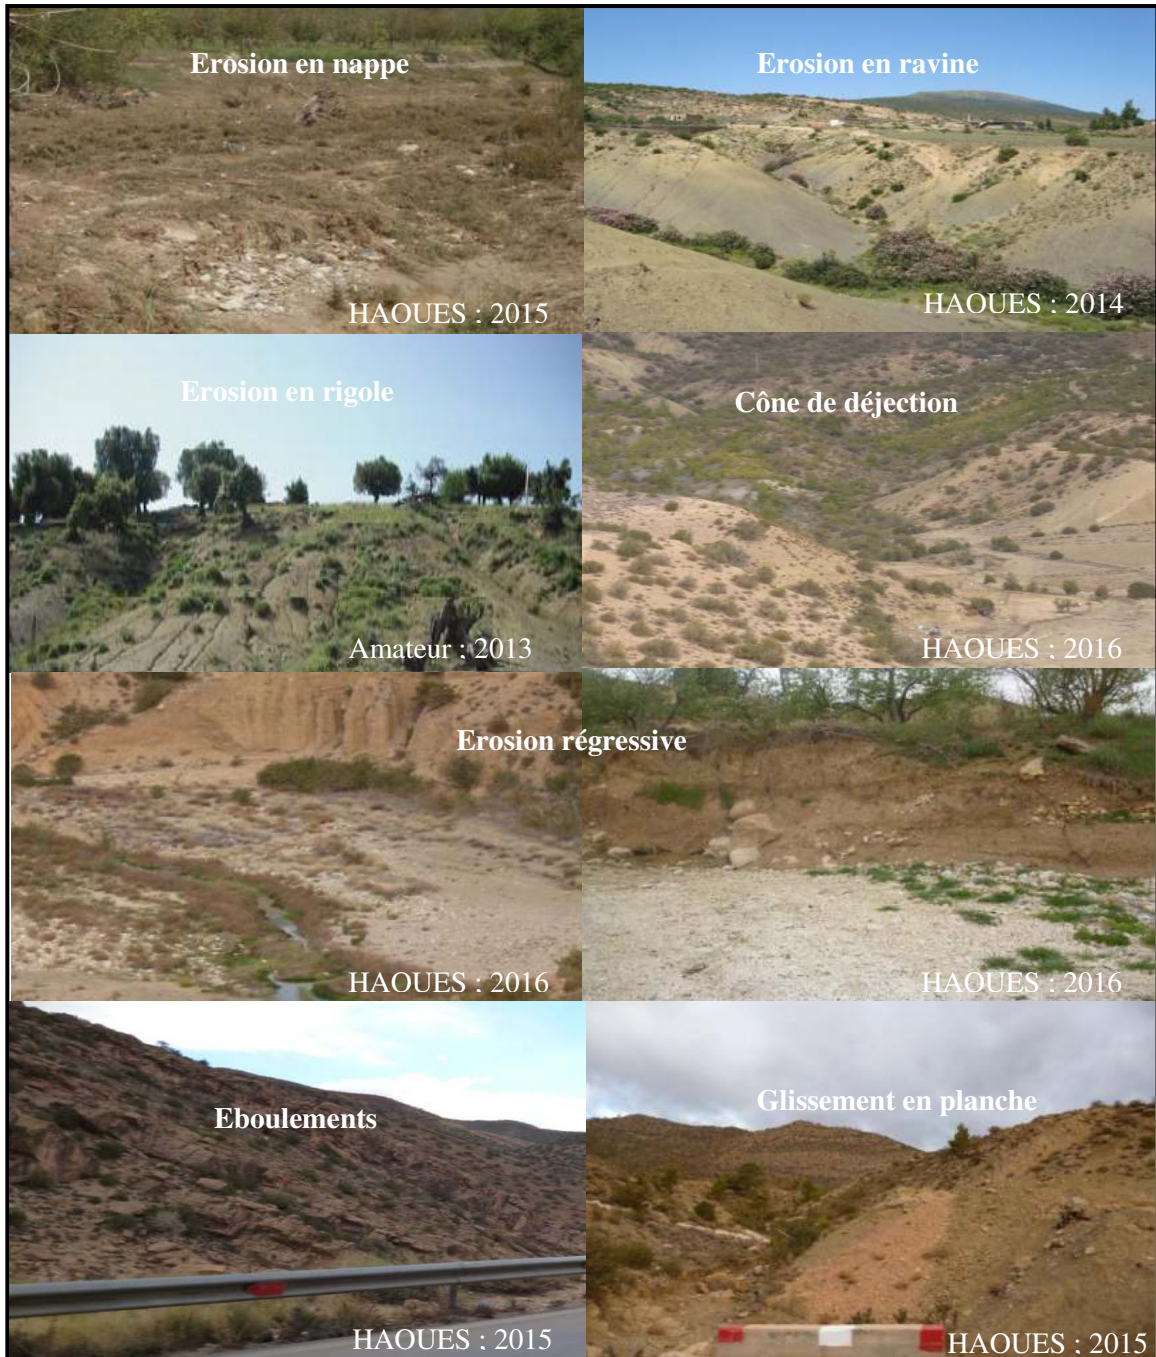 Erosion en nappe
HAOUES : 2015
Erosion en ravine
HAOUES : 2014
Erosion en rigole
Amateur : 2013
Cône de déjection
HAOUES : 2016
Erosion régressive
HAOUES : 2016
HAOUES : 2016
Eboulements
HAOUES : 2015
Glissement en planche
HAOUES : 2015